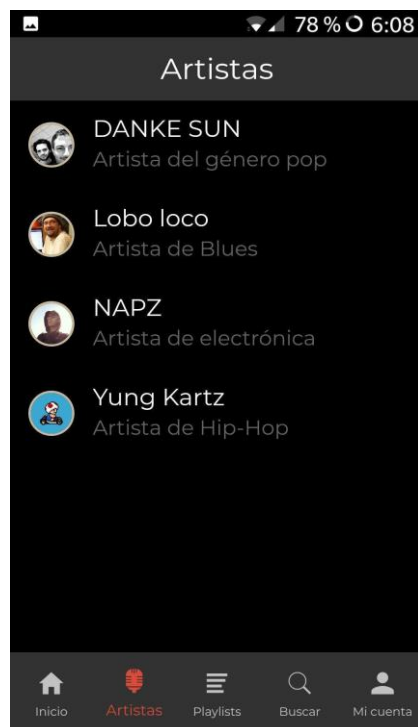 78 % 6:08
Artistas
DANKE SUN
Artista del género pop
Lobo loco
Artista de Blues
NAPZ
Artista de electrónica
Yung Kartz
Artista de Hip-Hop
Inicio Artistas Playlists Buscar Mi cuenta